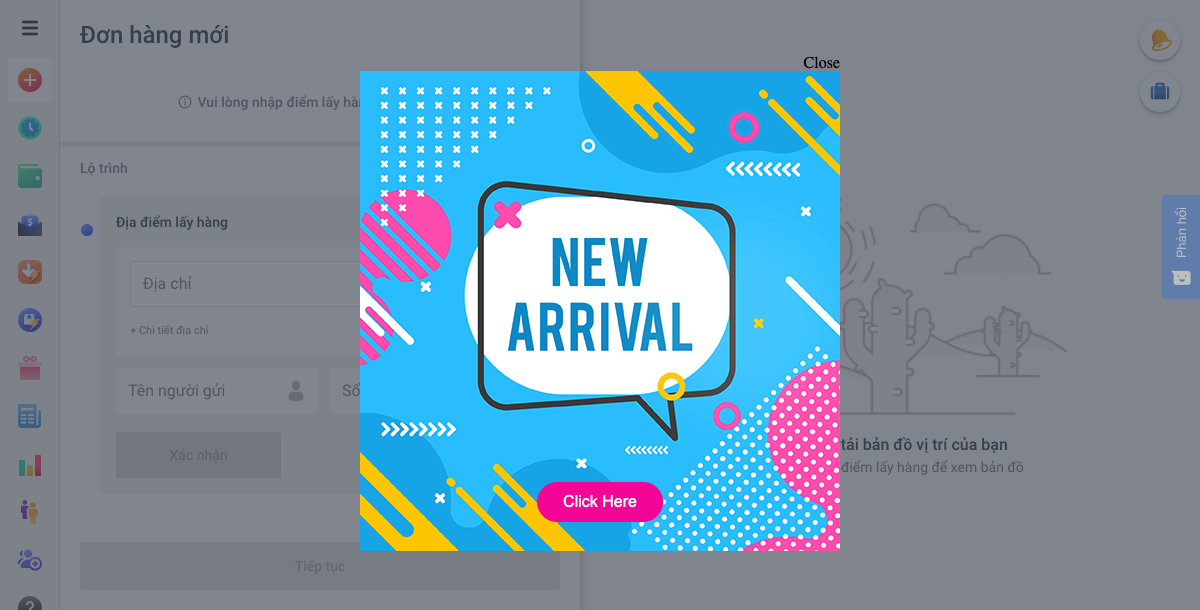 Đơn hàng mới
Close
Vui lòng nhập điểm lấy hàn
Lộ trình
Địa điểm lấy hàng
Địa chỉ
+ Chi tiết địa chỉ
Tên người gửi
Số
Xác nhận
Tiếp tục
NEW
ARRIVAL
Click Here
tải bản đồ vị trí của bạn
điểm lấy hàng để xem bản đồ
Phản hồi